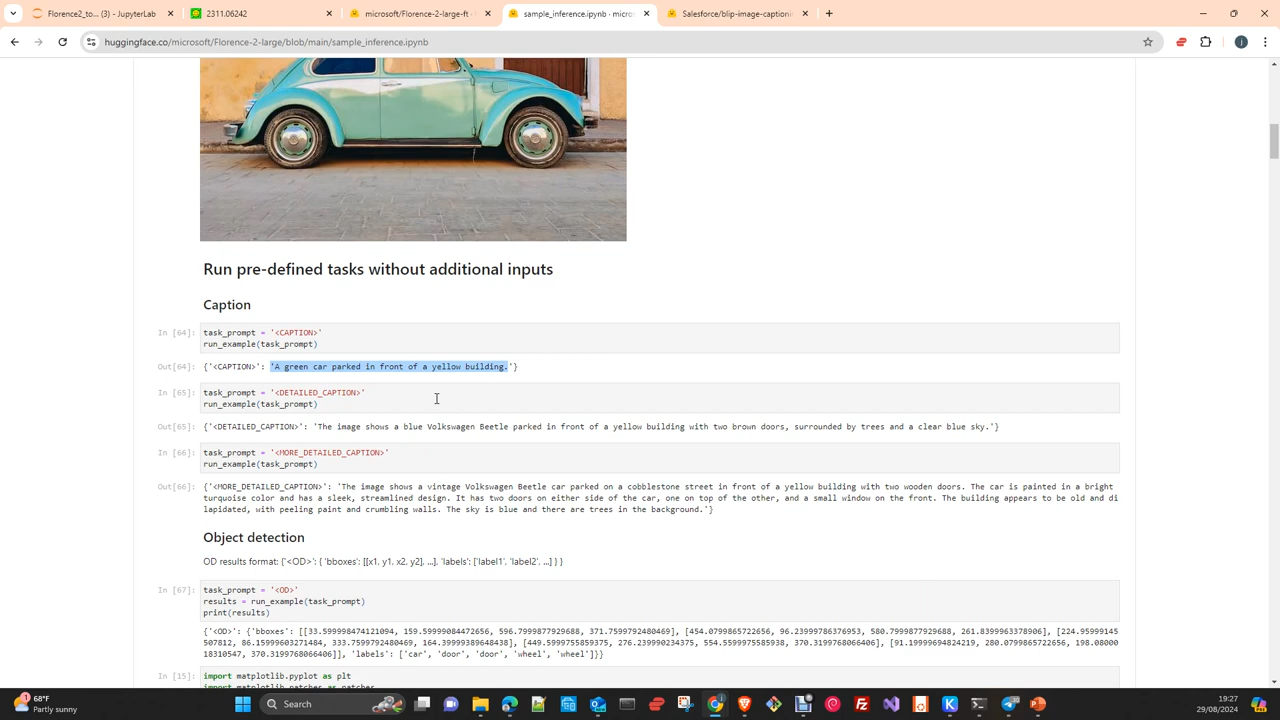 Florence2_to... (3) - JupyterLab
2311.06242
microsoft/Florence-2-large-ft
sample_inference.ipynb · micros
Salesforce/blip-image-captionin
huggingface.co/microsoft/Florence-2-large/blob/main/sample_inference.ipynb
i
Run pre-defined tasks without additional inputs
Caption
In [64]: task_prompt = '<CAPTION>'
run_example(task_prompt)
Out[64]: {'<CAPTION>': 'A green car parked in front of a yellow building.'}
In [65]: task_prompt = '<DETAILED_CAPTION>'
run_example(task_prompt)
Out[65]: {'<DETAILED_CAPTION>': 'The image shows a blue Volkswagen Beetle parked in front of a yellow building with two brown doors, surrounded by trees and a clear blue sky.'}
In [66]: task_prompt = '<MORE_DETAILED_CAPTION>'
run_example(task_prompt)
Out[66]: {'<MORE_DETAILED_CAPTION>': 'The image shows a vintage Volkswagen Beetle car parked on a cobblestone street in front of a yellow building with two wooden doors. The car is painted in a bright
turquoise color and has a sleek, streamlined design. It has two doors on either side of the car, one on top of the other, and a small window on the front. The building appears to be old and di
lapidated, with peeling paint and crumbling walls. The sky is blue and there are trees in the background.'}
Object detection
OD results format: {'<OD>': { 'bboxes': [[x1, y1, x2, y2], ...], 'labels': ['label1', 'label2', ...] } }
In [67]: task_prompt = '<OD>'
results = run_example(task_prompt)
print(results)
{'<OD>': {'bboxes': [[33.599998474121094, 159.59999084472656, 596.7999877929688, 371.7599792480469], [454.0799865722656, 96.23999786376953, 580.7999877929688, 261.8399963378906], [224.95999145
507812, 86.15999603271484, 333.7599792480469, 164.39999389648438], [449.5999755859375, 276.239990234375, 554.5599975585938, 370.3199768066406], [91.19999694824219, 280.0799865722656, 198.0800
18310547, 370.3199768066406]], 'labels': ['car', 'door', 'door', 'wheel', 'wheel']}}
In [15]: import matplotlib.pyplot as plt
import matplotlib.patches as patches
68°F
Partly sunny
Search
19:27
29/08/2024